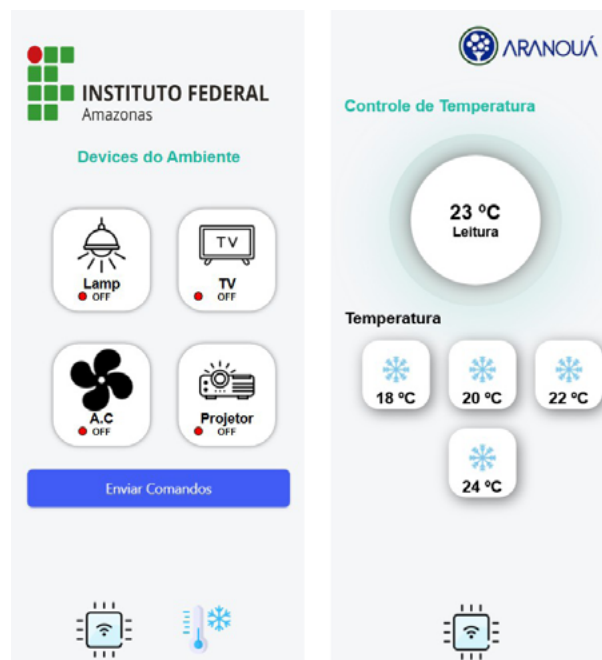 INSTITUTO FEDERAL
Amazonas
Devices do Ambiente
Lamp
OFF
TV
TV
OFF
A.C
OFF
Projetor
OFF
Enviar Comandos
ARANOUÁ
Controle de Temperatura
23 ºC
Leitura
Temperatura
18 ºC
20 ºC
22 ºC
24 ºC